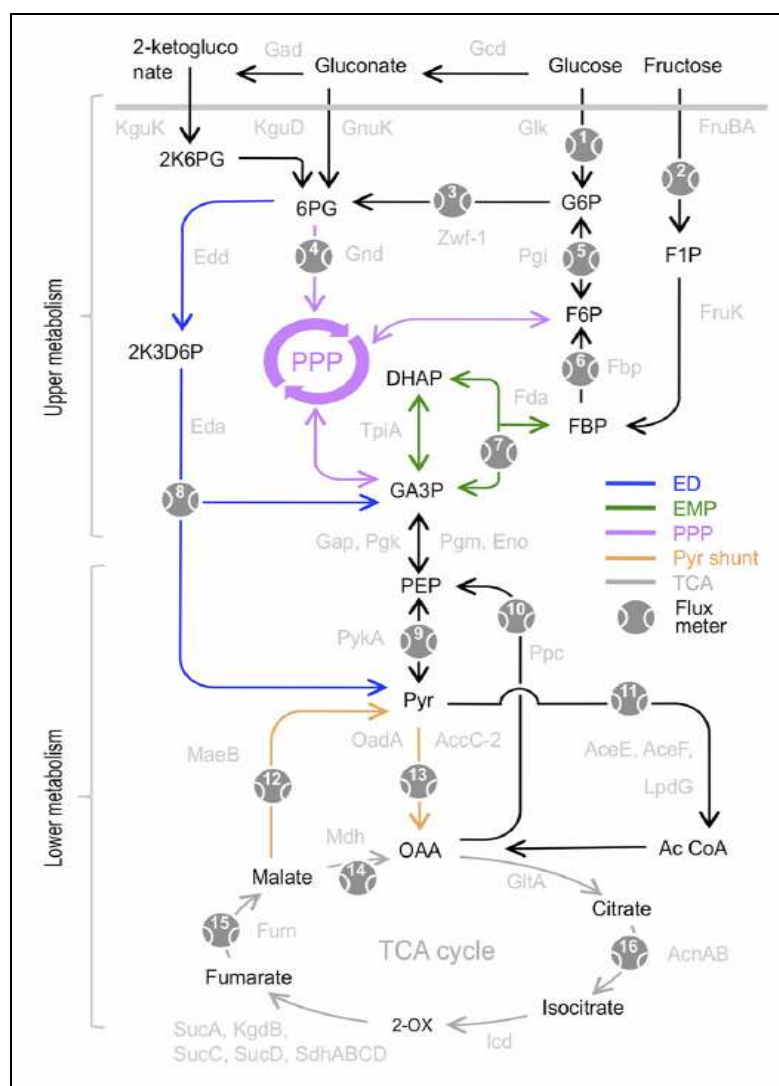 2-ketogluco
nate
Gad
Gluconate
Gcd
Glucose
Fructose
KguK
KguD
GnuK
Glk
1
FruBA
2
2K6PG
6PG
3
Zwf-1
G6P
Edd
4
Gnd
Pgi
5
F1P
2K3D6P
PPP
F6P
FruK
DHAP
6
Fbp
Fda
FBP
Eda
TpiA
7
8
GA3P
Upper metabolism
ED
EMP
PPP
Pyr shunt
TCA
Flux
meter
Gap, Pgk
Pgm, Eno
PEP
10
PykA
9
Ppc
Pyr
11
MaeB
OadA
AccC-2
AceE, AceF,
LpdG
12
13
Lower metabolism
Mdh
OAA
Ac CoA
Malate
14
GltA
Citrate
15
Fum
TCA cycle
16
AcnAB
Fumarate
Isocitrate
2-OX
Icd
SucA, KgdB,
SucC, SucD, SdhABCD